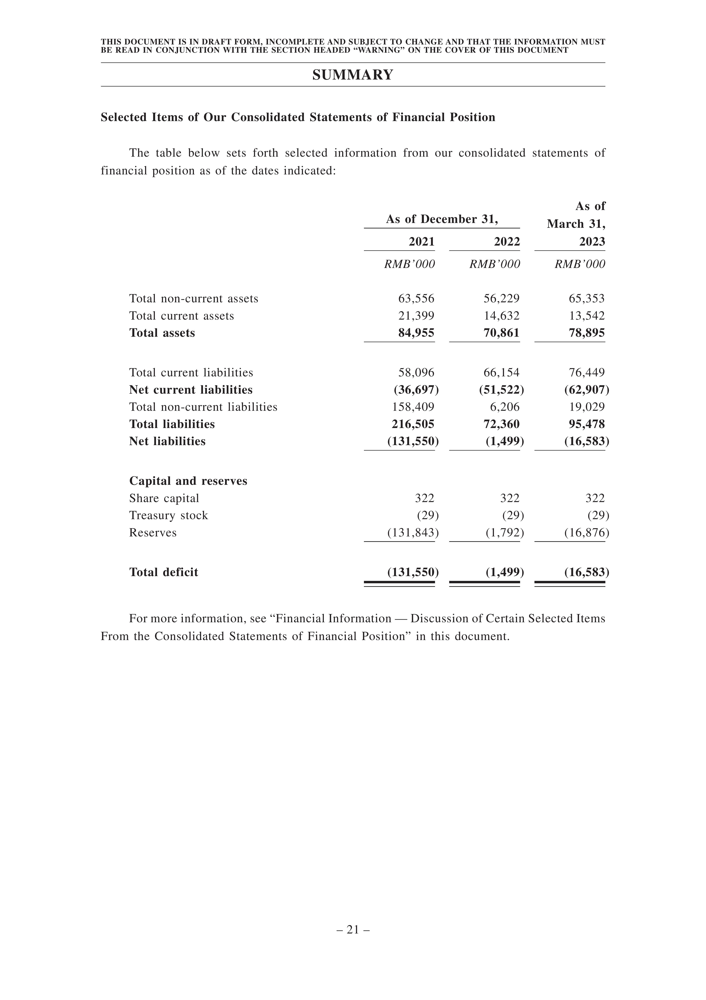 THIS DOCUMENT IS IN DRAFT FORM, INCOMPLETE AND SUBJECT TO CHANGE AND THAT THE INFORMATION MUST
BE READ IN CONJUNCTION WITH THE SECTION HEADED “WARNING” ON THE COVER OF THIS DOCUMENT
SUMMARY
Selected Items of Our Consolidated Statements of Financial Position
The table below sets forth selected information from our consolidated statements of
financial position as of the dates indicated:
As of December 31, As of March 31,
2021 2022 2023
RMB’000 RMB’000 RMB’000
Total non-current assets 63,556 56,229 65,353
Total current assets 21,399 14,632 13,542
Total assets 84,955 70,861 78,895
Total current liabilities 58,096 66,154 76,449
Net current liabilities (36,697) (51,522) (62,907)
Total non-current liabilities 158,409 6,206 19,029
Total liabilities 216,505 72,360 95,478
Net liabilities (131,550) (1,499) (16,583)
Capital and reserves
Share capital 322 322 322
Treasury stock (29) (29) (29)
Reserves (131,843) (1,792) (16,876)
Total deficit (131,550) (1,499) (16,583)
For more information, see “Financial Information — Discussion of Certain Selected Items
From the Consolidated Statements of Financial Position” in this document.
– 21 –